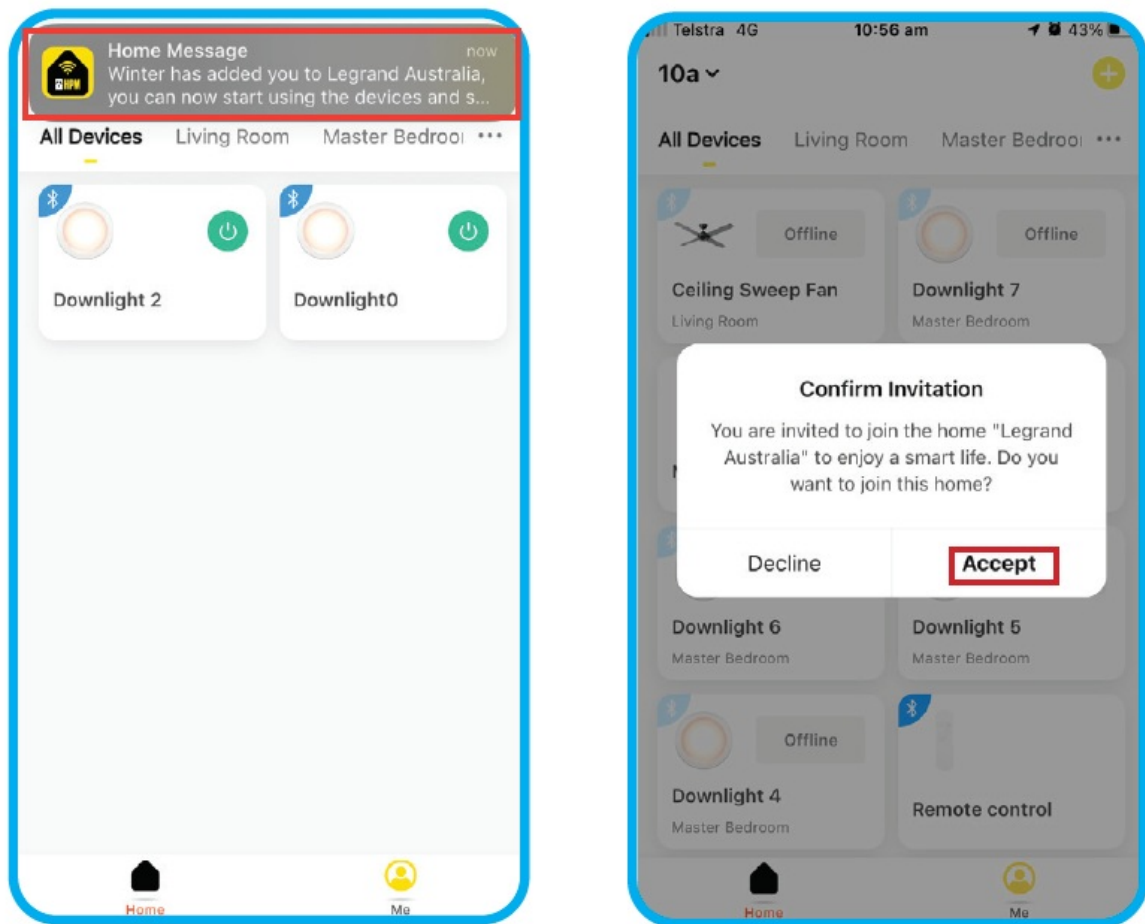 Home Message
now
Winter has added you to Legrand Australia,
you can now start using the devices and s...
HPM
All Devices
Living Room
Master Bedroo
Downlight 2
Downlight0
Home
Me
Telstra 4G
10:56 am
43%
10a
All Devices
Living Room
Master Bedroo
Offline
Offline
Ceiling Sweep Fan
Downlight 7
Living Room
Master Bedroom
Confirm Invitation
You are invited to join the home "Legrand
Australia" to enjoy a smart life. Do you
want to join this home?
Decline
Accept
Downlight 6
Downlight 5
Master Bedroom
Master Bedroom
Offline
Downlight 4
Remote control
Master Bedroom
Home
Me